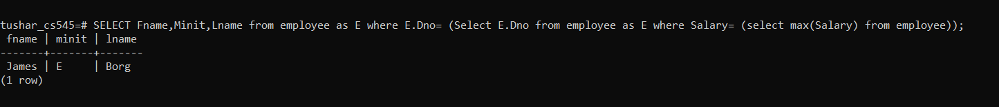 tushar_cs545=# SELECT Fname,Minit,Lname from employee as E where E.Dno= (Select E.Dno from employee as E where Salary= (select max(Salary) from employee));
 fname | minit | lname
-------+-------+-------
 James | E     | Borg
(1 row)